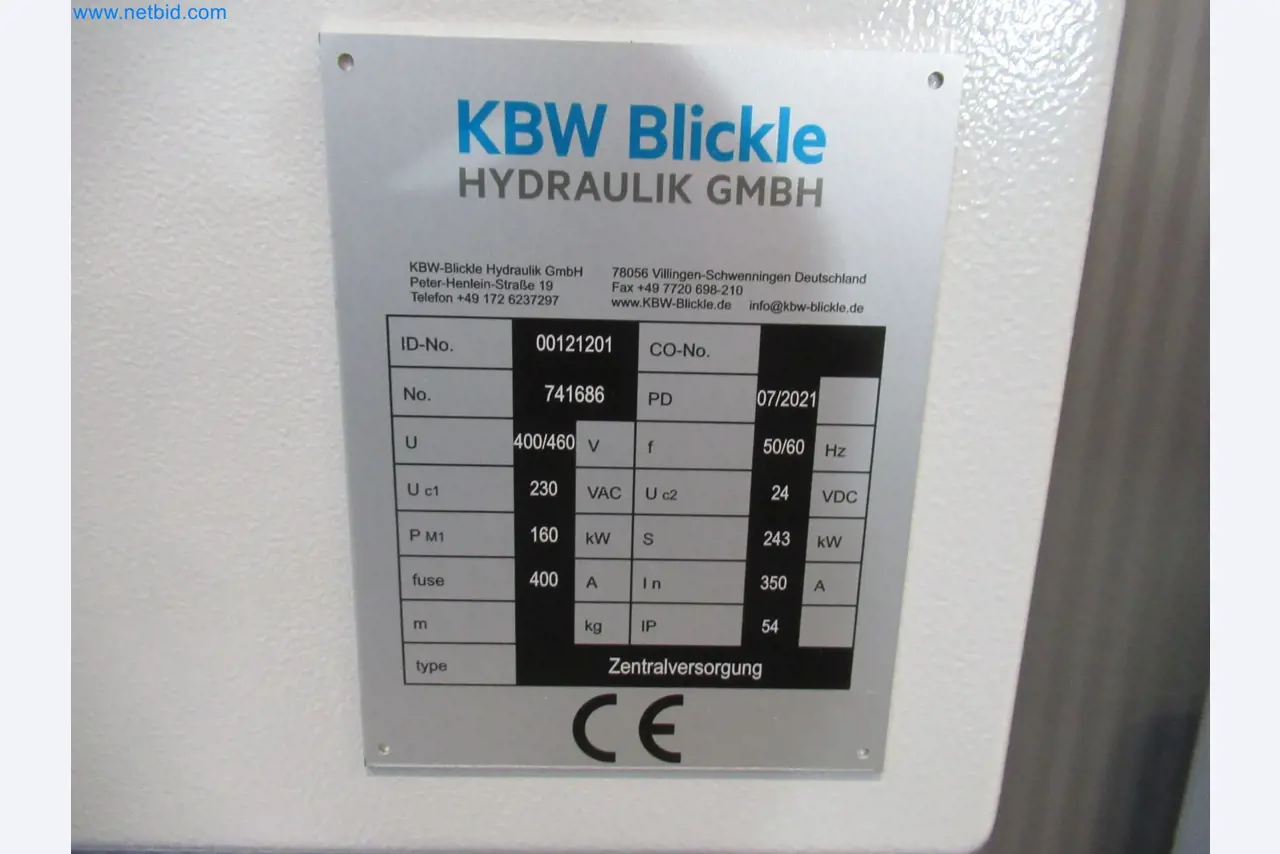 www.netbid.com
KBW Blickle
HYDRAULIK GMBH
KBW-Blickle Hydraulik GmbH 78056 Villingen-Schwenningen Deutschland
Peter-Henlein-Straße 19 Fax +49 7720 698-210
Telefon +49 172 6237297 www.KBW-Blickle.de info@kbw-blickle.de
ID-No. 00121201 CO-No.
No. 741686 PD 07/2021
U 400/460 V f 50/60 Hz
U c1 230 VAC U c2 24 VDC
P M1 160 kW S 243 kW
fuse 400 A I n 350 A
m kg IP 54
type Zentralversorgung
CE